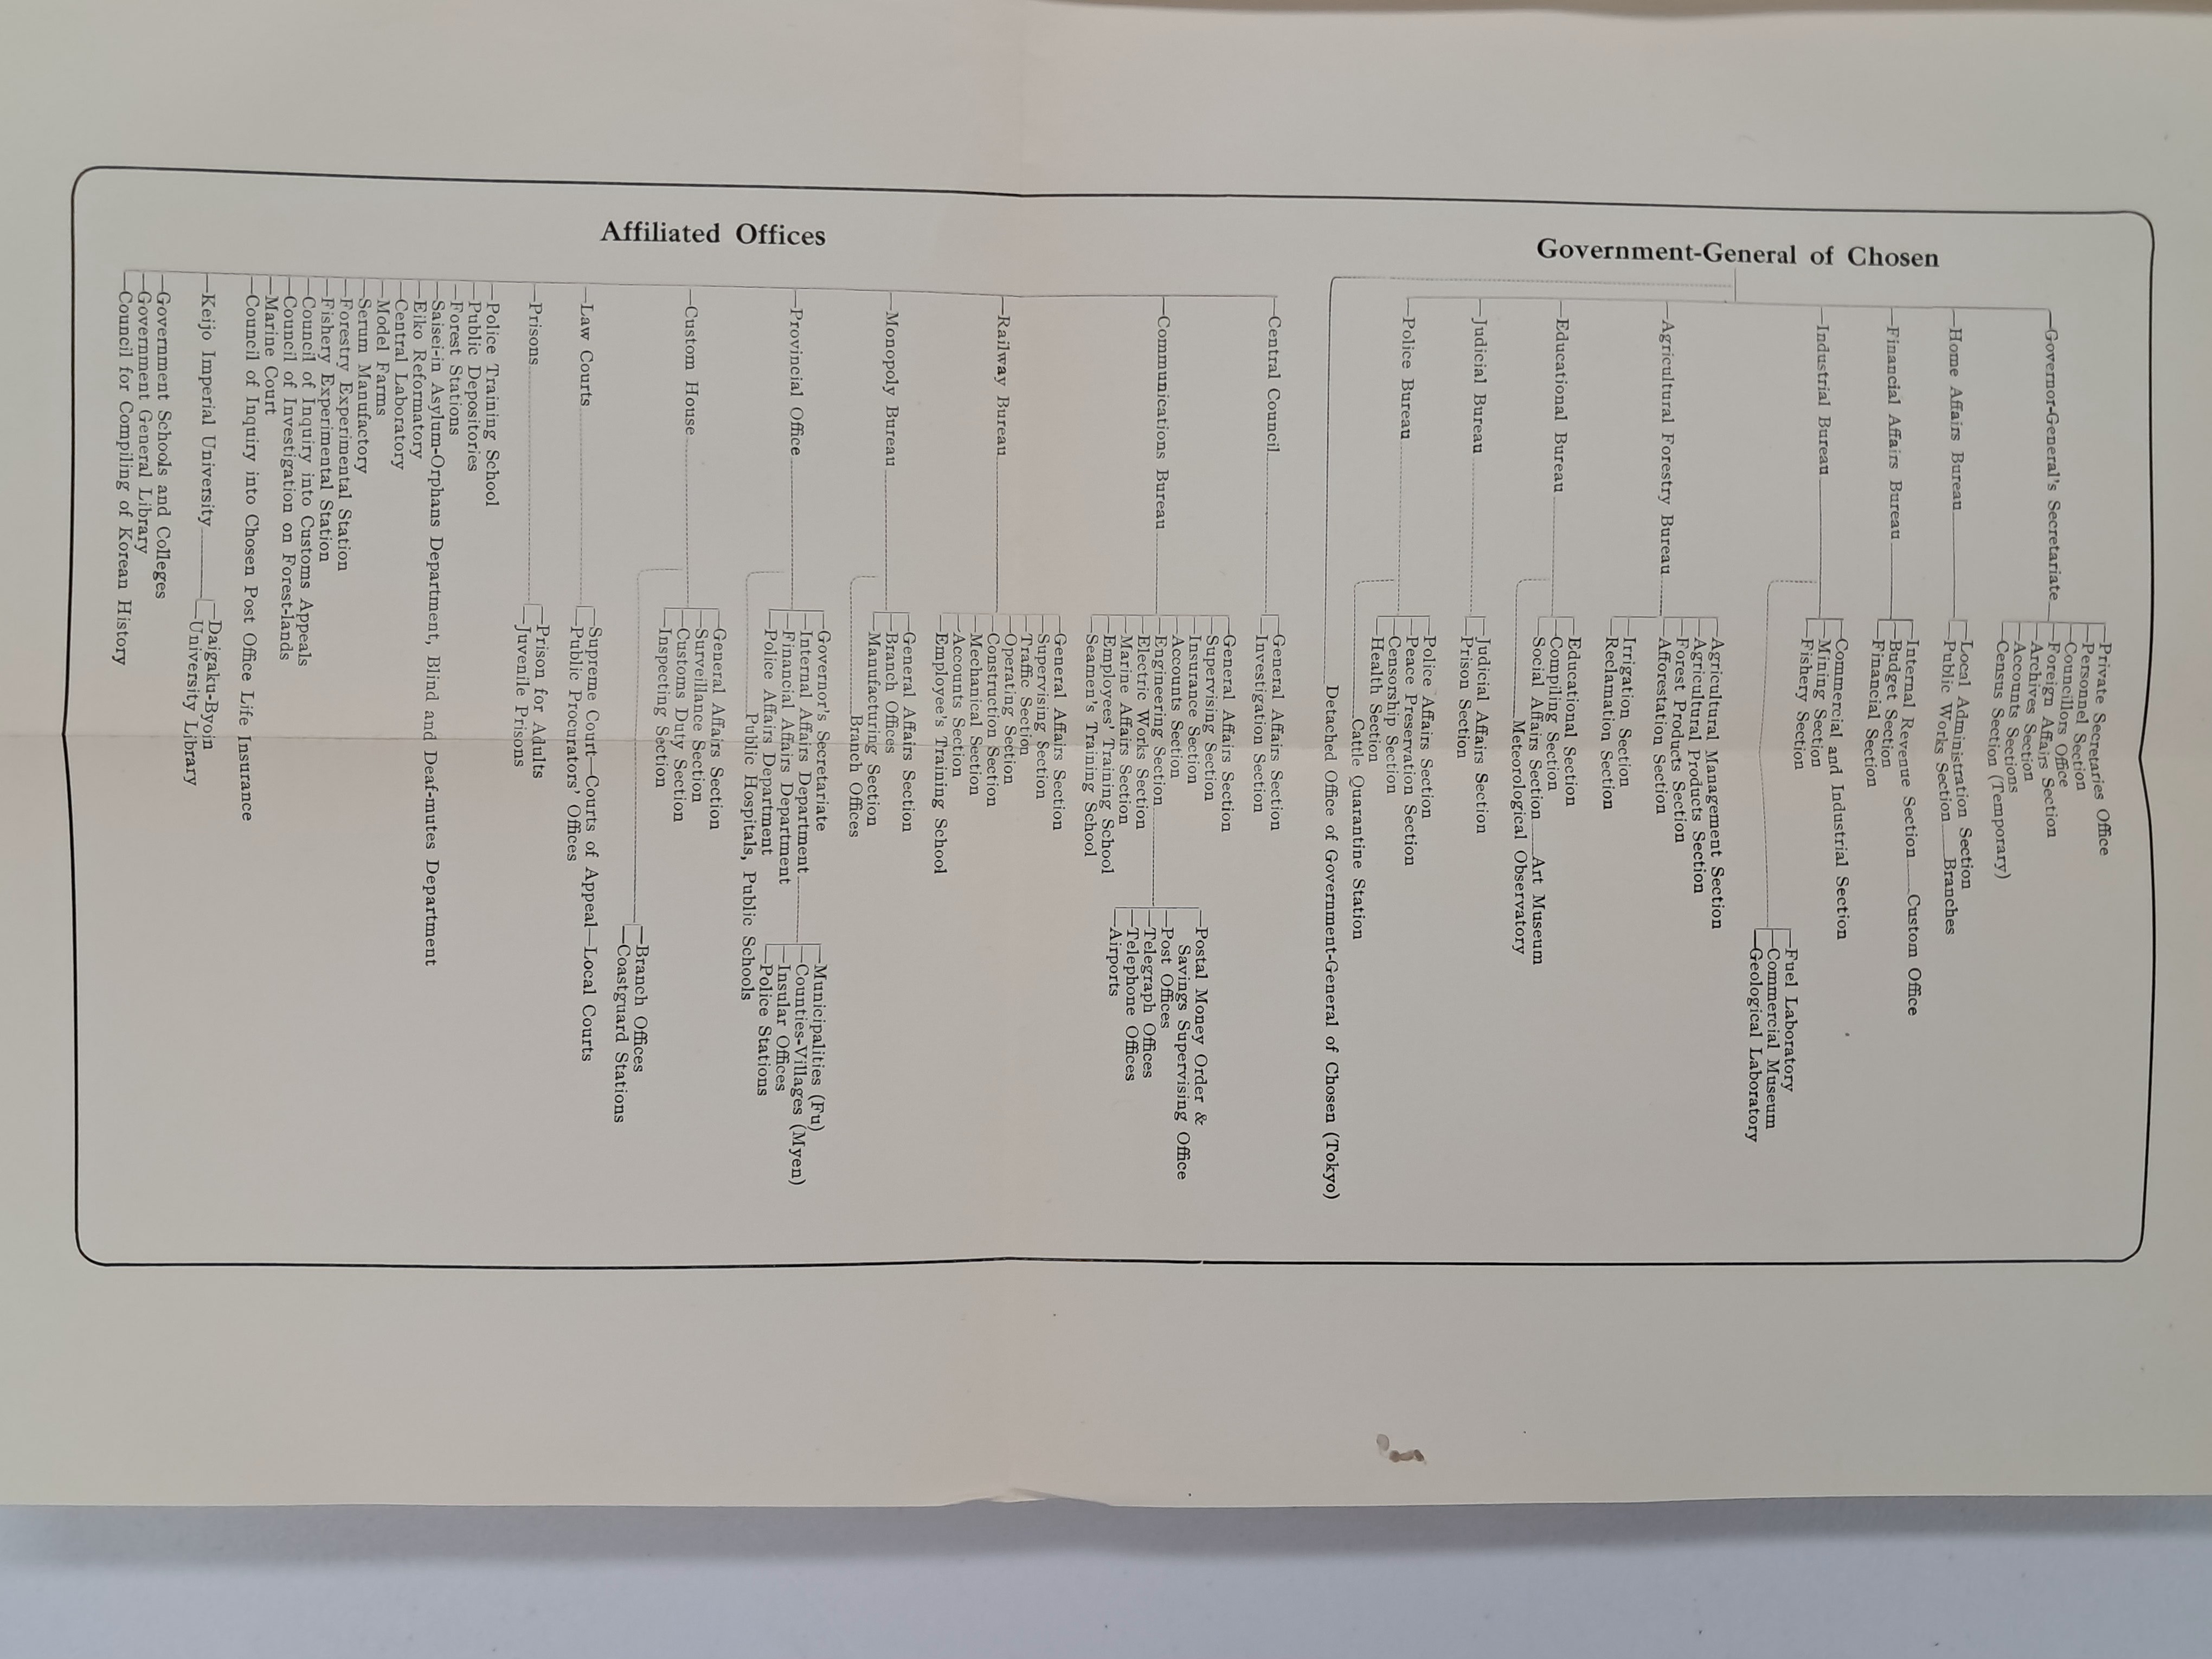 Government-General of Chosen
Governor-General's Secretariate
Private Secretaries Office
Personnel Section
Councillors Office
Foreign Affairs Section
Archives Section
Accounts Sections
Census Section (Temporary)
Home Affairs Bureau
Local Administration Section
Public Works Section
Branches
Financial Affairs Bureau
Internal Revenue Section
Custom Office
Budget Section
Financial Section
Industrial Bureau
Commercial and Industrial Section
Mining Section
Fishery Section
Fuel Laboratory
Commercial Museum
Geological Laboratory
Agricultural Forestry Bureau
Agricultural Management Section
Agricultural Products Section
Forest Products Section
Afforestation Section
Irrigation Section
Reclamation Section
Educational Bureau
Educational Section
Compiling Section
Social Affairs Section
Art Museum
Meteorological Observatory
Judicial Bureau
Judicial Affairs Section
Prison Section
Police Bureau
Police Affairs Section
Peace Preservation Section
Censorship Section
Health Section
Cattle Quarantine Station
Detached Office of Government-General of Chosen (Tokyo)
Affiliated Offices
Central Council
General Affairs Section
Investigation Section
Communications Bureau
General Affairs Section
Supervising Section
Insurance Section
Accounts Section
Engineering Section
Electric Works Section
Marine Affairs Section
Employees' Training School
Seamen's Training School
Postal Money Order &
Savings Supervising Office
Post Offices
Telegraph Offices
Telephone Offices
Airports
Railway Bureau
General Affairs Section
Supervising Section
Traffic Section
Operating Section
Construction Section
Mechanical Section
Accounts Section
Employee's Training School
Monopoly Bureau
General Affairs Section
Branch Offices
Manufacturing Section
Branch Offices
Provincial Office
Governor's Secretariate
Internal Affairs Department
Financial Affairs Department
Police Affairs Department
Public Hospitals, Public Schools
Municipalities (Fu)
Counties-Villages (Myen)
Insular Offices
Police Stations
Custom House
General Affairs Section
Surveillance Section
Customs Duty Section
Inspecting Section
Branch Offices
Coastguard Stations
Law Courts
Supreme Court—Courts of Appeal—Local Courts
Public Procurators' Offices
Prisons
Prison for Adults
Juvenile Prisons
Police Training School
Public Depositories
Forest Stations
Saisei-in Asylum-Orphans Department, Blind and Deaf-mutes Department
Eiko Reformatory
Central Laboratory
Model Farms
Serum Manufactory
Forestry Experimental Station
Fishery Experimental Station
Council of Inquiry into Customs Appeals
Council of Investigation on Forest-lands
Marine Court
Council of Inquiry into Chosen Post Office Life Insurance
Keijo Imperial University
Daigaku-Byoin
University Library
Government Schools and Colleges
Government General Library
Council for Compiling of Korean History